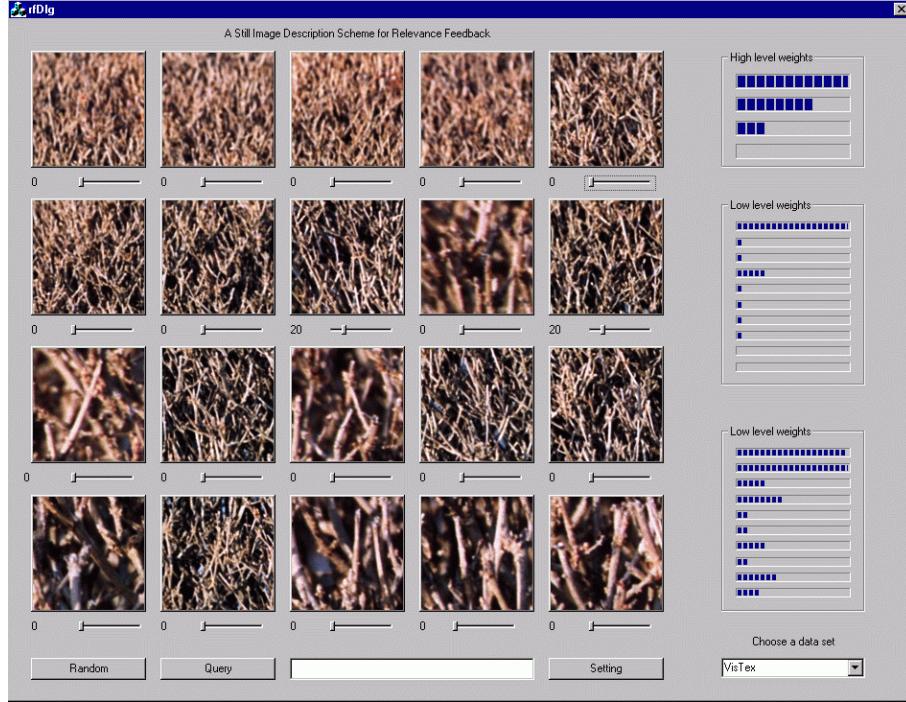 rfDlg
A Still Image Description Scheme for Relevance Feedback
High level weights
0 0 0 0 0
Low level weights
0 0 20 0 20
0 0 0 0 0
Low level weights
0 0 0 0 0
Choose a data set
Random Query Setting VisTex